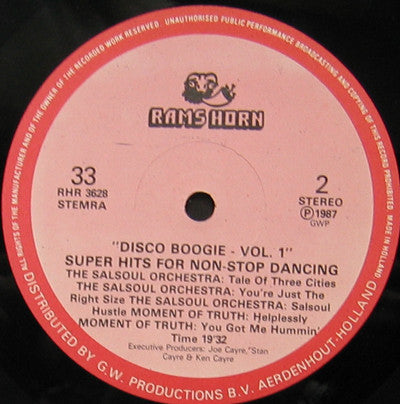 ALL RIGHTS OF THE MANUFACTURER AND OF THE OWNER OF THE RECORDED WORK RESERVED. UNAUTHORISED PUBLIC PERFORMANCE BROADCASTING AND COPYING OF THIS RECORD PROHIBITED MADE IN HOLLAND
RAMSHORN
33
RHR 3628
STEMRA
2
STEREO
Ⓟ1987
GWP
"DISCO BOOGIE - VOL. 1"
SUPER HITS FOR NON-STOP DANCING
THE SALSOUL ORCHESTRA: Tale Of Three Cities
THE SALSOUL ORCHESTRA: You're Just The
Right Size THE SALSOUL ORCHESTRA: Salsoul
Hustle MOMENT OF TRUTH: Helplessly
MOMENT OF TRUTH: You Got Me Hummin'
Time 19'32
Executive Producers: Joe Cayre,"Stan
Cayre & Ken Cayre
DISTRIBUTED BY G.W. PRODUCTIONS B.V. AERDENHOUT-HOLLAND